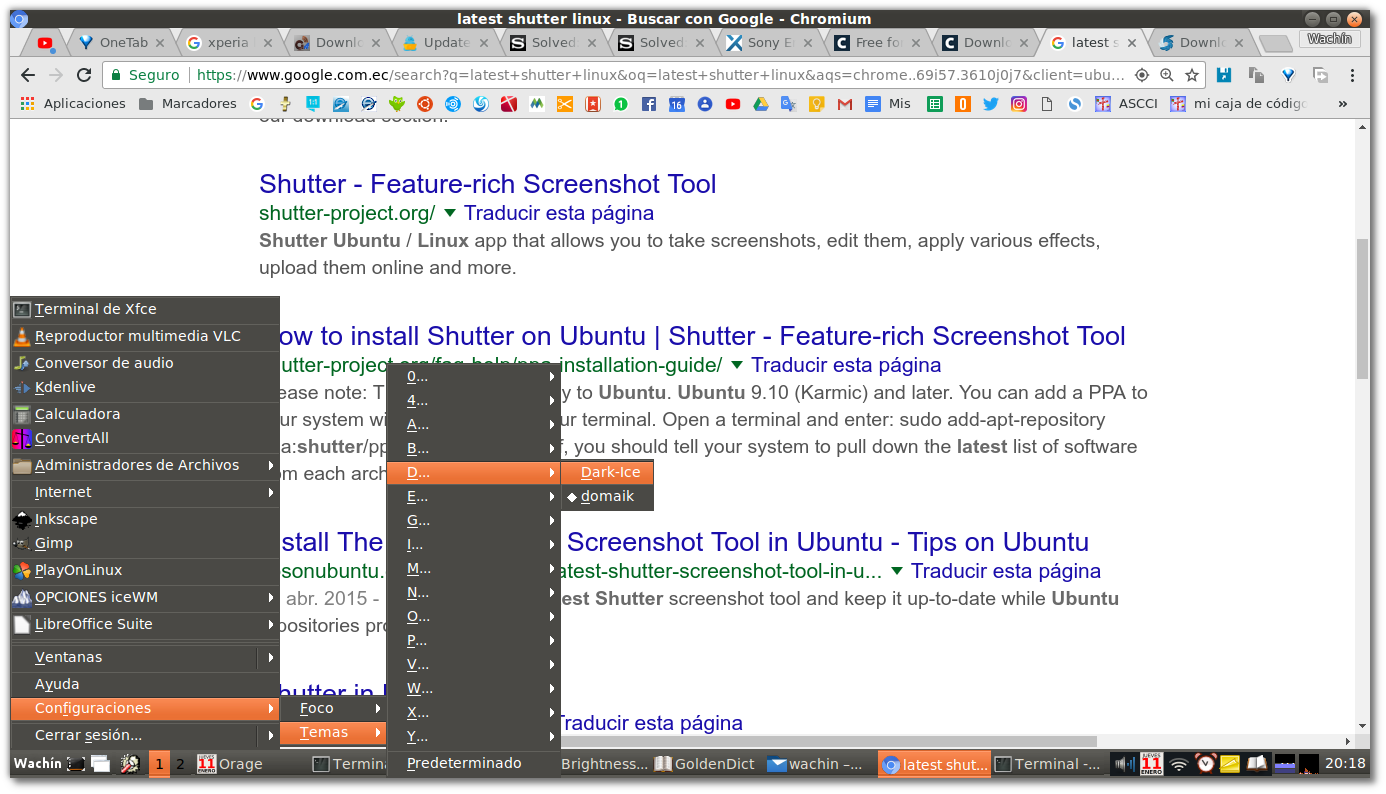 latest shutter linux - Buscar con Google - Chromium
OneTab
xperia
Downlo
Update
Solved
Solved
Sony E
Free fo
Downlo
latest s
Downl
Wachín
Seguro
https://www.google.com.ec/search?q=latest+shutter+linux&oq=latest+shutter+linux&aqs=chrome..69i57.3610j0j7&client=ubu...
Aplicaciones
Marcadores
Mis
ASCCI
mi caja de código
»
our download section.
Shutter - Feature-rich Screenshot Tool
shutter-project.org/ Traducir esta página
Shutter Ubuntu / Linux app that allows you to take screenshots, edit them, apply various effects,
upload them online and more.
ow to install Shutter on Ubuntu | Shutter - Feature-rich Screenshot Tool
utter-project.org/faq-help/ppa-installation-guide/ Traducir esta página
ease note: T y to Ubuntu. Ubuntu 9.10 (Karmic) and later. You can add a PPA to
ur system wi ur terminal. Open a terminal and enter: sudo add-apt-repository
a:shutter/pp f, you should tell your system to pull down the latest list of software
om each arch
stall The Screenshot Tool in Ubuntu - Tips on Ubuntu
osonubuntu. atest-shutter-screenshot-tool-in-u... Traducir esta página
abr. 2015 - est Shutter screenshot tool and keep it up-to-date while Ubuntu
positories pro
hutter in
Traducir esta página
Terminal de Xfce
Reproductor multimedia VLC
Conversor de audio
Kdenlive
Calculadora
ConvertAll
Administradores de Archivos
Internet
Inkscape
Gimp
PlayOnLinux
OPCIONES iceWM
LibreOffice Suite
Ventanas
Ayuda
Configuraciones
Cerrar sesión...
Foco
Temas
0...
4...
A...
B...
D...
E...
G...
I...
M...
N...
O...
P...
V...
W...
X...
Y...
Predeterminado
Dark-Ice
domaik
Wachín
1
2
11
ENERO
Orage
Termina
Brightness...
GoldenDict
wachin –...
latest shut...
Terminal -...
JUEVES
11
ENERO
20:18